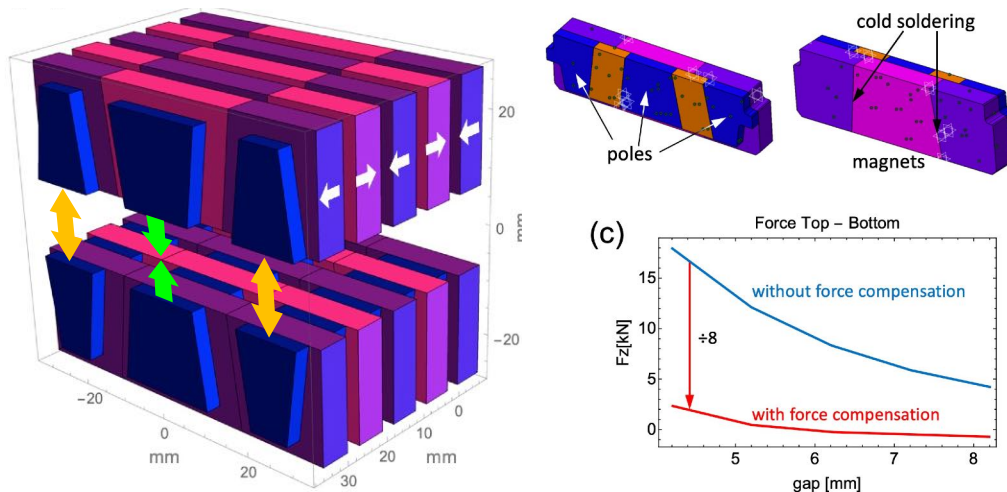 20
0
mm
-20
-20
0
mm
20
30
20
10
mm
0
cold soldering
poles
magnets
(c)
Force Top – Bottom
Fz[kN]
15
10
5
0
without force compensation
÷8
with force compensation
5
6
7
8
gap [mm]